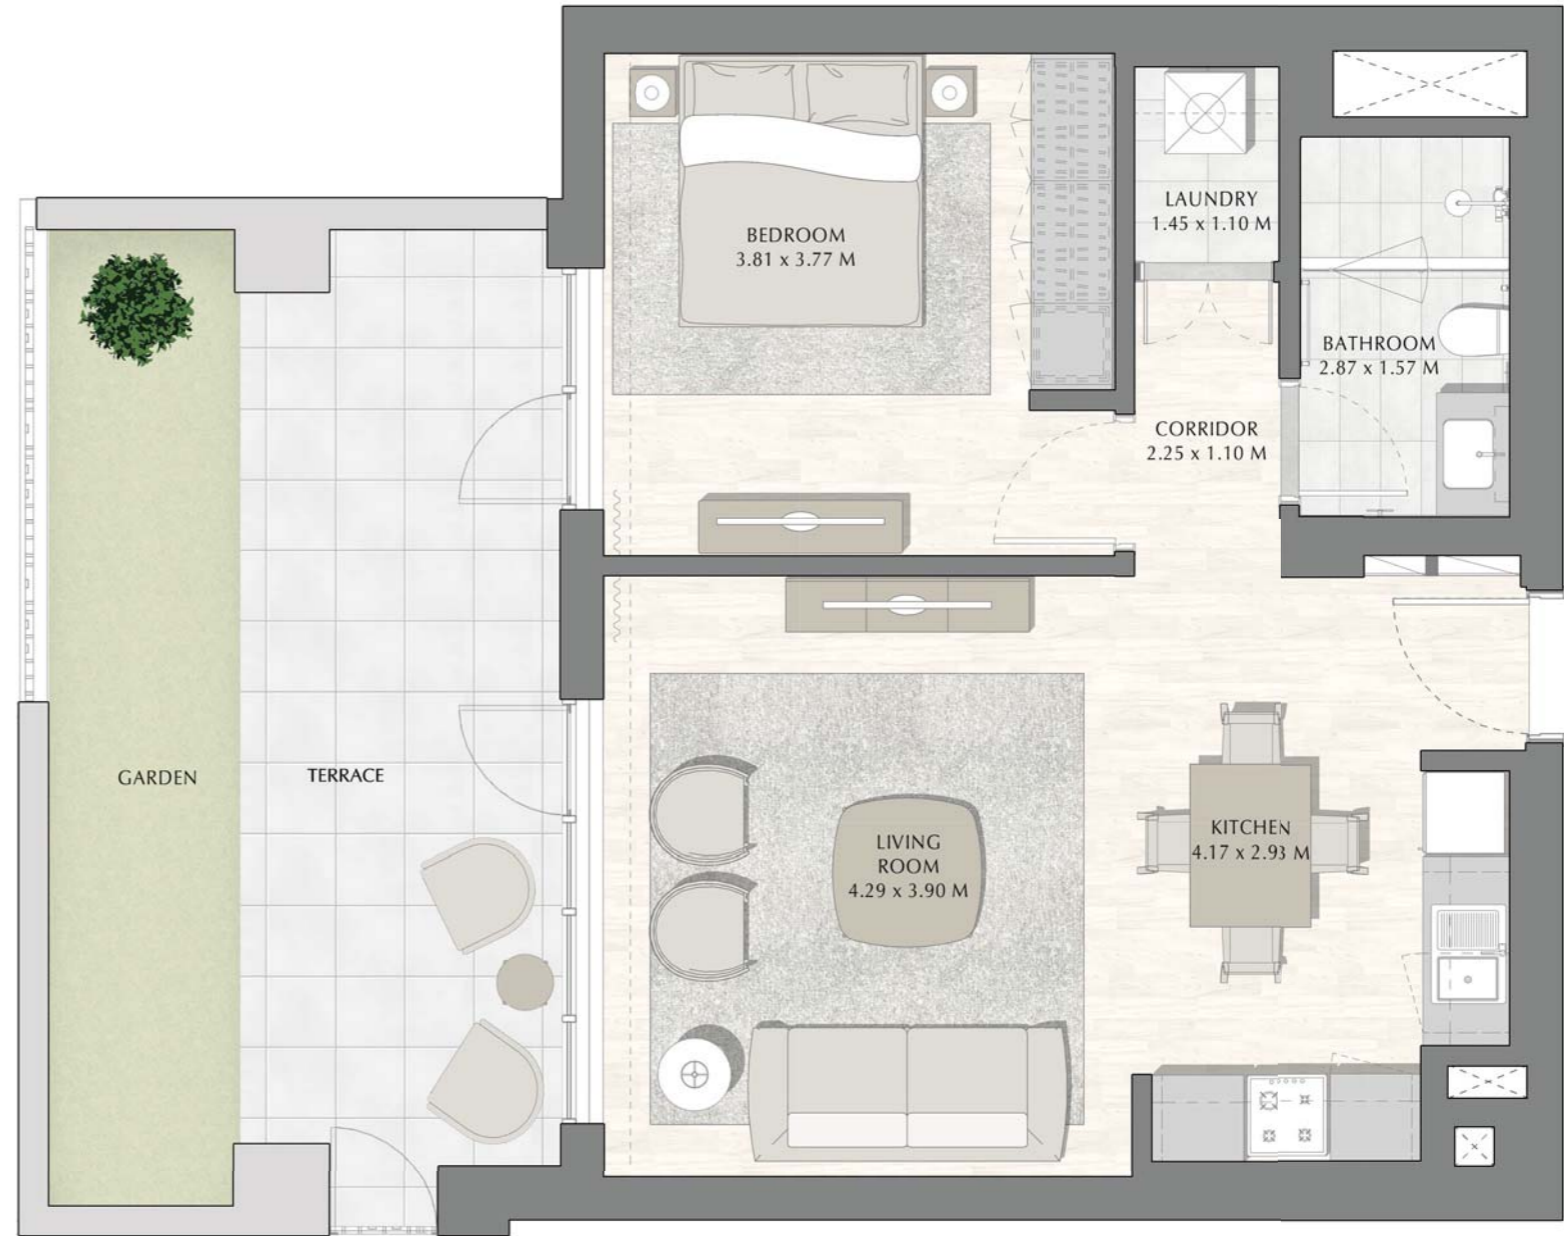 BEDROOM
3.81 x 3.77 M
LAUNDRY
1.45 x 1.10 M
BATHROOM
2.87 x 1.57 M
CORRIDOR
2.25 x 1.10 M
GARDEN
TERRACE
LIVING
ROOM
4.29 x 3.90 M
KITCHEN
4.17 x 2.93 M